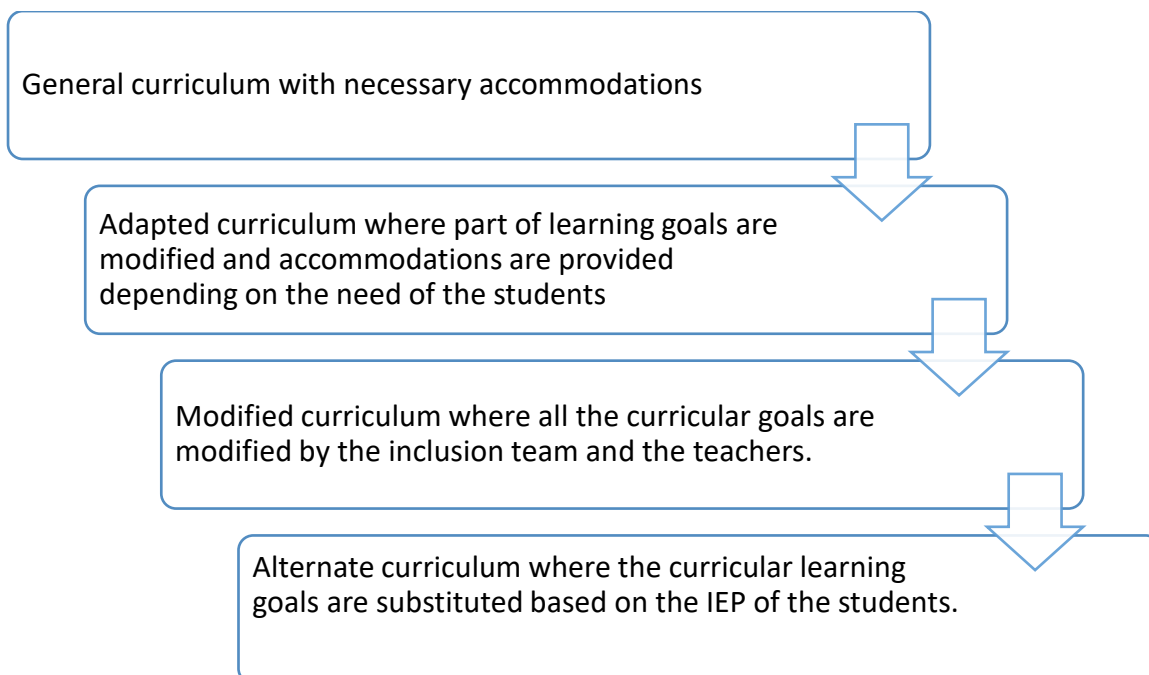 General curriculum with necessary accommodations
Adapted curriculum where part of learning goals are
modified and accommodations are provided
depending on the need of the students
Modified curriculum where all the curricular goals are
modified by the inclusion team and the teachers.
Alternate curriculum where the curricular learning
goals are substituted based on the IEP of the students.